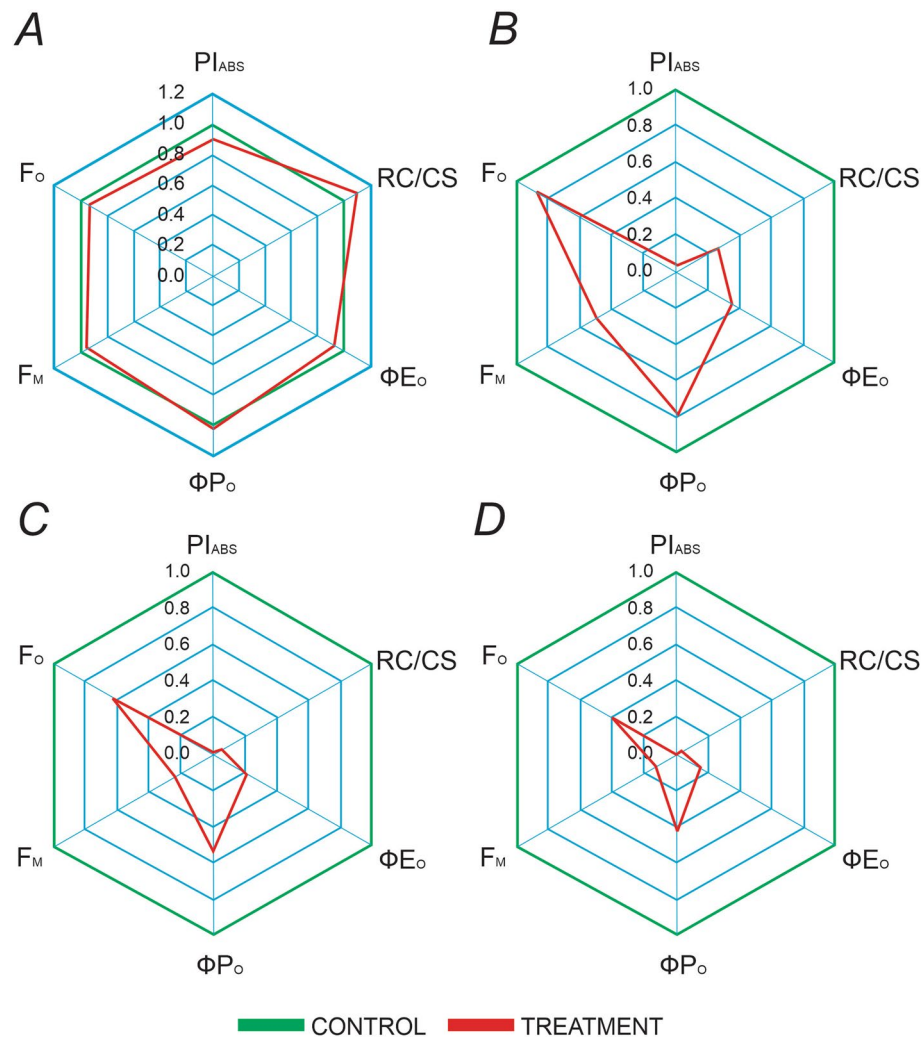 A
PIABS
1.2
1.0
0.8
0.6
0.4
0.2
0.0
FO
RC/CS
FM
ΦEO
ΦPO
B
PIABS
1.0
0.8
0.6
0.4
0.2
0.0
FO
RC/CS
FM
ΦEO
ΦPO
C
PIABS
1.0
0.8
0.6
0.4
0.2
0.0
FO
RC/CS
FM
ΦEO
ΦPO
D
PIABS
1.0
0.8
0.6
0.4
0.2
0.0
FO
RC/CS
FM
ΦEO
ΦPO
CONTROL TREATMENT